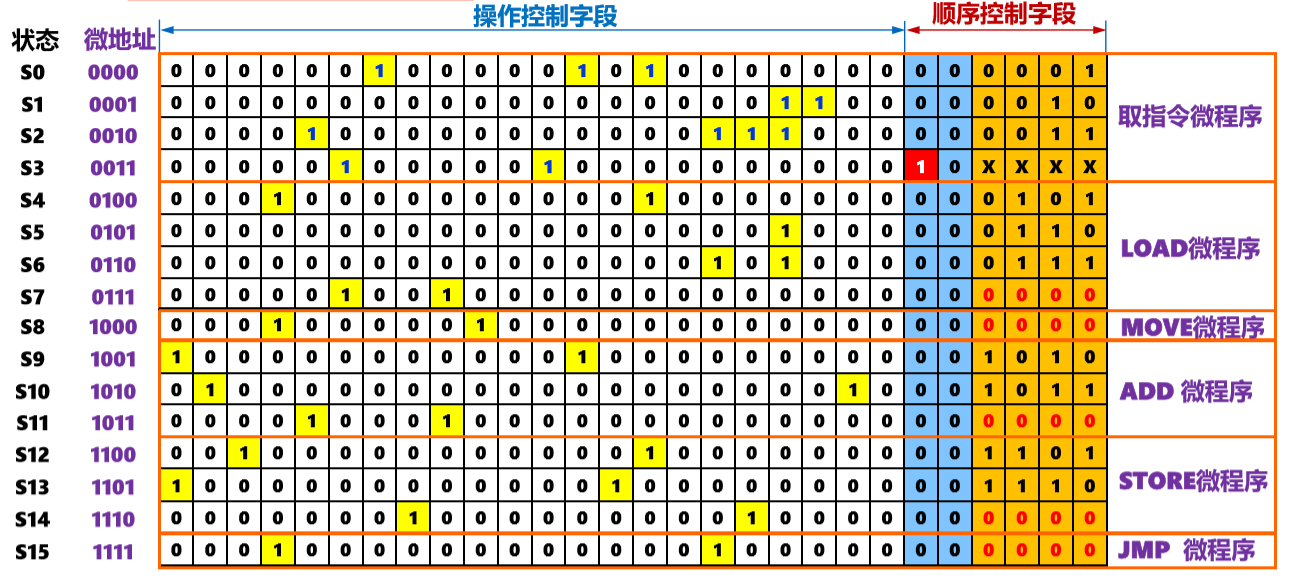 操作控制字段 顺序控制字段
状态 微地址
S0 0000 0 0 0 0 0 0 1 0 0 0 0 0 1 0 1 0 0 0 0 0 0 0 0 0 0 0 0 1
S1 0001 0 0 0 0 0 0 0 0 0 0 0 0 0 0 0 0 0 0 1 1 0 0 0 0 0 0 1 0
取指令微程序
S2 0010 0 0 0 0 1 0 0 0 0 0 0 0 0 0 0 0 1 1 1 0 0 0 0 0 0 0 1 1
S3 0011 0 0 0 0 0 1 0 0 0 0 0 1 0 0 0 0 0 0 0 0 0 0 1 0 X X X X
S4 0100 0 0 0 1 0 0 0 0 0 0 0 0 0 0 1 0 0 0 0 0 0 0 0 0 0 1 0 1
S5 0101 0 0 0 0 0 0 0 0 0 0 0 0 0 0 0 0 0 0 1 0 0 0 0 0 0 1 1 0
LOAD微程序
S6 0110 0 0 0 0 0 0 0 0 0 0 0 0 0 0 0 0 1 0 1 0 0 0 0 0 0 1 1 1
S7 0111 0 0 0 0 0 1 0 0 1 0 0 0 0 0 0 0 0 0 0 0 0 0 0 0 0 0 0 0
S8 1000 0 0 0 1 0 0 0 0 0 1 0 0 0 0 0 0 0 0 0 0 0 0 0 0 0 0 0 0 MOVE微程序
S9 1001 1 0 0 0 0 0 0 0 0 0 0 0 1 0 0 0 0 0 0 0 0 0 0 0 1 0 1 0
S10 1010 0 1 0 0 0 0 0 0 0 0 0 0 0 0 0 0 0 0 0 0 1 0 0 0 1 0 1 1 ADD 微程序
S11 1011 0 0 0 0 1 0 0 0 1 0 0 0 0 0 0 0 0 0 0 0 0 0 0 0 0 0 0 0
S12 1100 0 0 1 0 0 0 0 0 0 0 0 0 0 0 1 0 0 0 0 0 0 0 0 0 1 1 0 1
S13 1101 1 0 0 0 0 0 0 0 0 0 0 0 0 1 0 0 0 0 0 0 0 0 0 0 1 1 1 0 STORE微程序
S14 1110 0 0 0 0 0 0 0 1 0 0 0 0 0 0 0 0 0 1 0 0 0 0 0 0 0 0 0 0
S15 1111 0 0 0 1 0 0 0 0 0 0 0 0 0 0 0 0 1 0 0 0 0 0 0 0 0 0 0 0 JMP 微程序